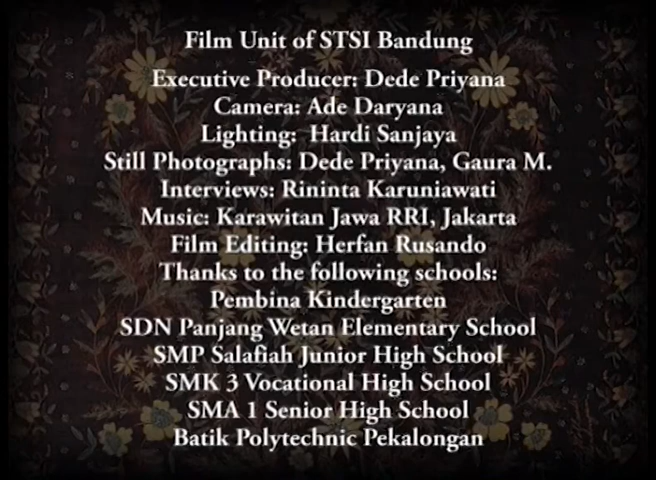 Film Unit of STSI Bandung
Executive Producer: Dede Priyana
Camera: Ade Daryana
Lighting: Hardi Sanjaya
Still Photographs: Dede Priyana, Gaura M.
Interviews: Rininta Karuniawati
Music: Karawitan Jawa RRI, Jakarta
Film Editing: Herfan Rusando
Thanks to the following schools:
Pembina Kindergarten
SDN Panjang Wetan Elementary School
SMP Salafiah Junior High School
SMK 3 Vocational High School
SMA 1 Senior High School
Batik Polytechnic Pekalongan